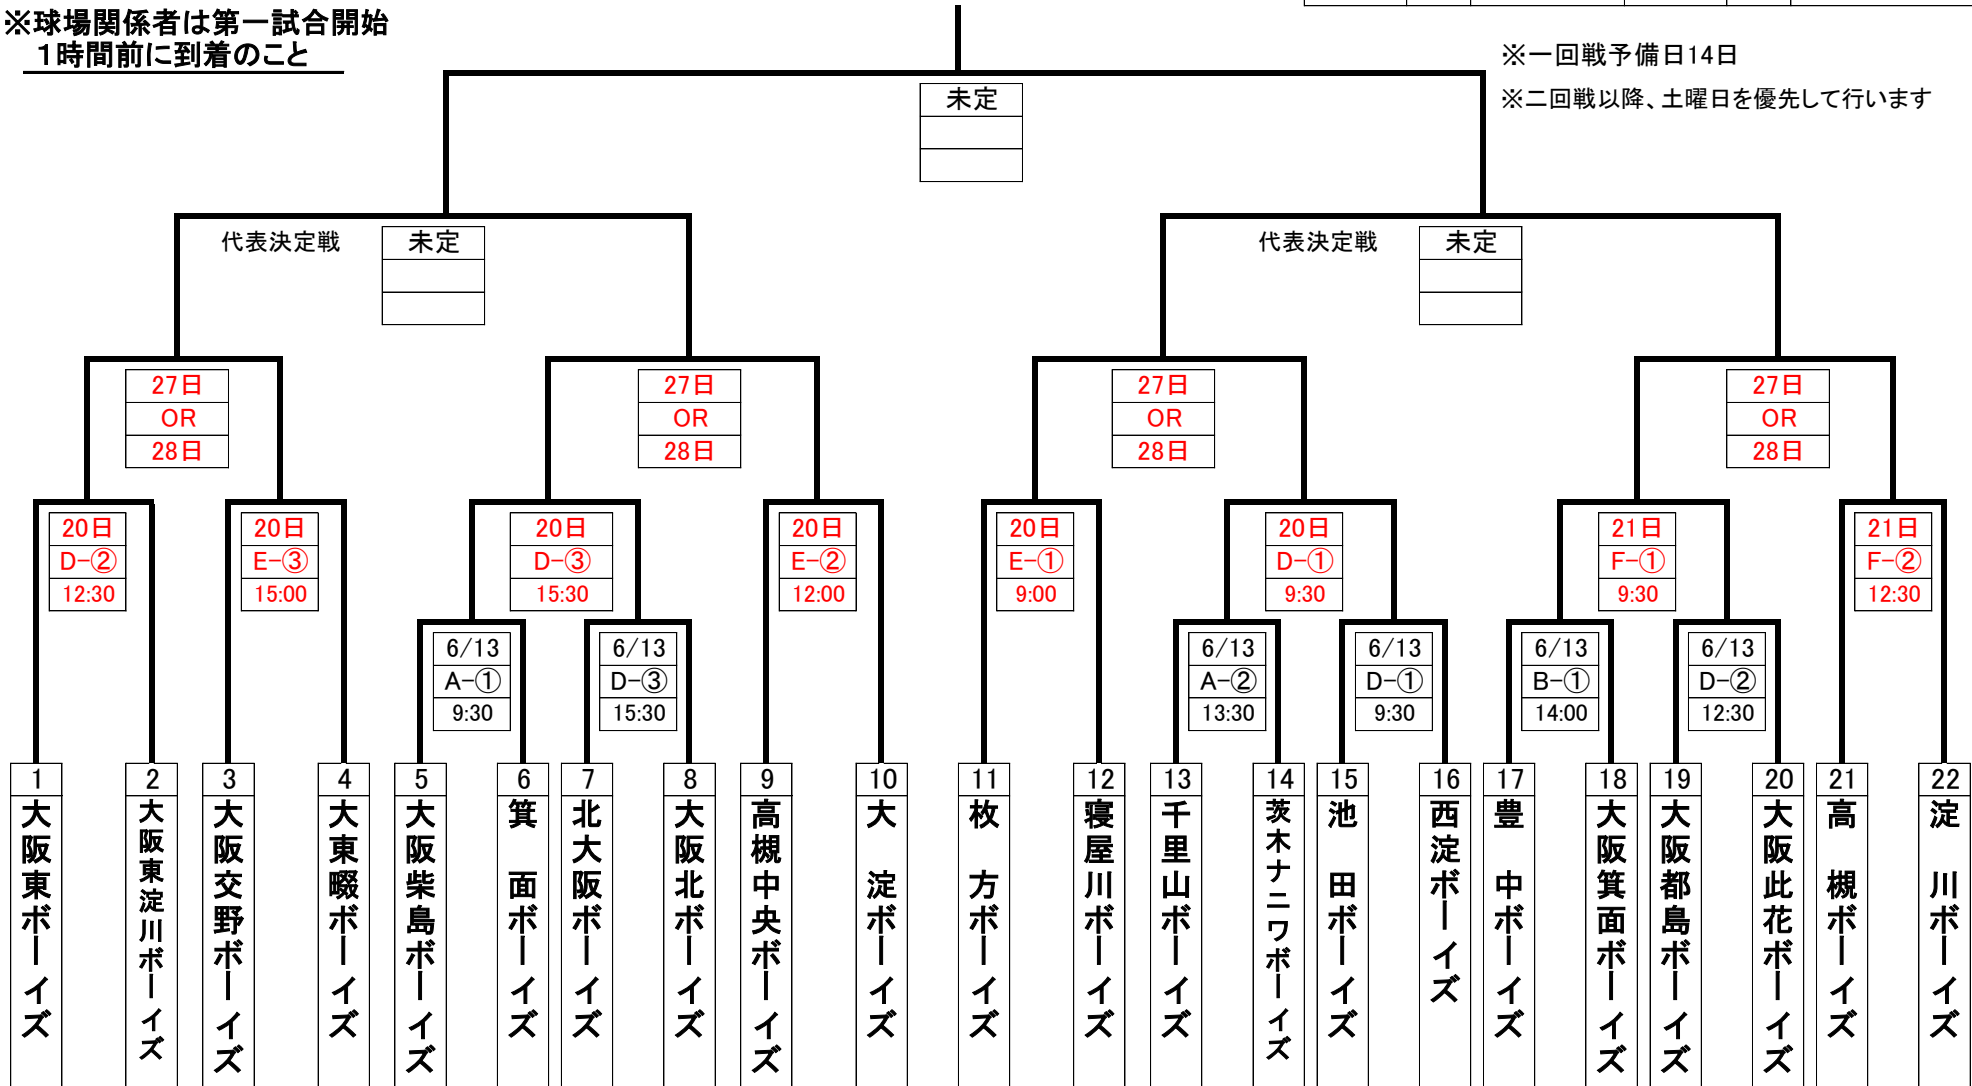 ※球場関係者は第一試合開始
1時間前に到着のこと
※一回戦予備日14日
※二回戦以降、土曜日を優先して行います
未定
代表決定戦
未定
代表決定戦
未定
27日
OR
28日
27日
OR
28日
27日
OR
28日
27日
OR
28日
20日
D-②
12:30
20日
E-③
15:00
20日
D-③
15:30
20日
E-②
12:00
20日
E-①
9:00
20日
D-①
9:30
21日
F-①
9:30
21日
F-②
12:30
6/13
A-①
9:30
6/13
D-③
15:30
6/13
A-②
13:30
6/13
D-①
9:30
6/13
B-①
14:00
6/13
D-②
12:30
1
大阪東ボーイズ
2
大阪東淀川ボーイズ
3
大阪交野ボーイズ
4
大東畷ボーイズ
5
大阪柴島ボーイズ
6
箕 面ボーイズ
7
北大阪ボーイズ
8
大阪北ボーイズ
9
高槻中央ボーイズ
10
大 淀ボーイズ
11
枚 方ボーイズ
12
寝屋川ボーイズ
13
千里山ボーイズ
14
茨木ナニワボーイズ
15
池 田ボーイズ
16
西淀ボーイズ
17
豊 中ボーイズ
18
大阪箕面ボーイズ
19
大阪都島ボーイズ
20
大阪此花ボーイズ
21
高 槻ボーイズ
22
淀 川ボーイズ